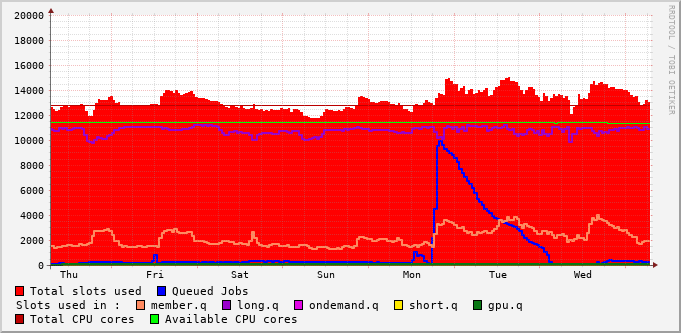 20000
18000
16000
14000
12000
10000
8000
6000
4000
2000
0
Thu Fri Sat Sun Mon Tue Wed
Total slots used Queued Jobs
Slots used in : member.q long.q ondemand.q short.q gpu.q
Total CPU cores Available CPU cores
RRDTOOL / TOBI OETIKER